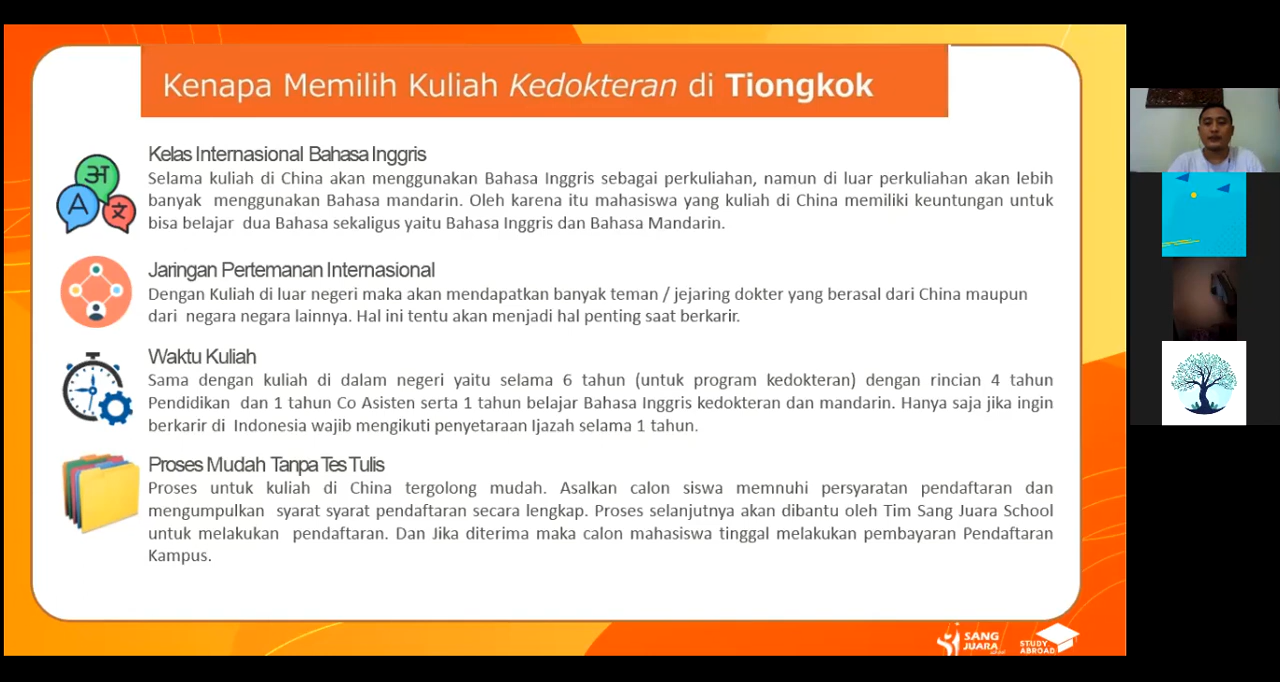 Kenapa Memilih Kuliah Kedokteran di Tiongkok
Kelas Internasional Bahasa Inggris
Selama kuliah di China akan menggunakan Bahasa Inggris sebagai perkuliahan, namun di luar perkuliahan akan lebih
banyak menggunakan Bahasa mandarin. Oleh karena itu mahasiswa yang kuliah di China memiliki keuntungan untuk
bisa belajar dua Bahasa sekaligus yaitu Bahasa Inggris dan Bahasa Mandarin.
अ
A
文
Jaringan Pertemanan Internasional
Dengan Kuliah di luar negeri maka akan mendapatkan banyak teman / jejaring dokter yang berasal dari China maupun
dari negara negara lainnya. Hal ini tentu akan menjadi hal penting saat berkarir.
Waktu Kuliah
Sama dengan kuliah di dalam negeri yaitu selama 6 tahun (untuk program kedokteran) dengan rincian 4 tahun
Pendidikan dan 1 tahun Co Asisten serta 1 tahun belajar Bahasa Inggris kedokteran dan mandarin. Hanya saja jika ingin
berkarir di Indonesia wajib mengikuti penyetaraan Ijazah selama 1 tahun.
Proses Mudah Tanpa Tes Tulis
Proses untuk kuliah di China tergolong mudah. Asalkan calon siswa memnuhi persyaratan pendaftaran dan
mengumpulkan syarat syarat pendaftaran secara lengkap. Proses selanjutnya akan dibantu oleh Tim Sang Juara School
untuk melakukan pendaftaran. Dan Jika diterima maka calon mahasiswa tinggal melakukan pembayaran Pendaftaran
Kampus.
SANG
JUARA
STUDY
ABROAD